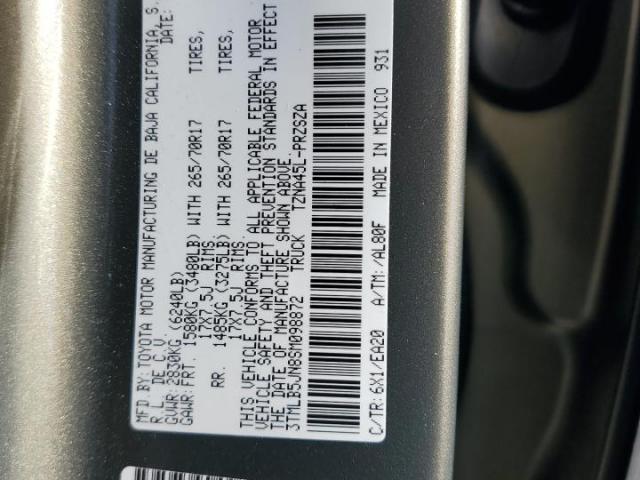 MFD.BY:TOYOTA MOTOR MANUFACTURING DE BAJA CALIFORNIA, S.
R.L. DE C.V. DATE:
GVWR: 2830KG (6240LB)
GAWR: FRT. 1580KG (3480LB) WITH 265/70R17 TIRES,
17X7.5J RIMS.
RR. 1485KG (3275LB) WITH 265/70R17 TIRES,
17X7.5J RIMS.
THIS VEHICLE CONFORMS TO ALL APPLICABLE FEDERAL MOTOR
VEHICLE SAFETY AND THEFT PREVENTION STANDARDS IN EFFECT
THE DATE OF MANUFACTURE SHOWN ABOVE.
3TMLB5JN8SM098872 TRUCK TZNA45L-PRZSZA
C/TR: 6X1/EA20 A/TM: /AL80F MADE IN MEXICO 931